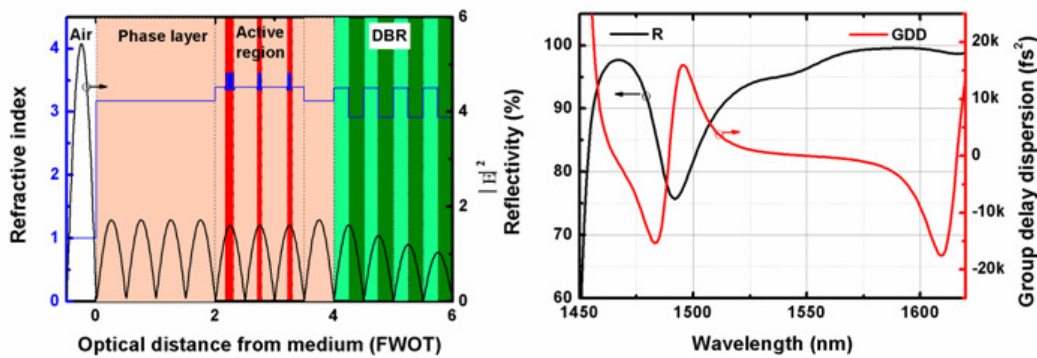 Air
Phase layer
Active
region
DBR
Refractive index
4
3
2
1
0
|E|²
6
4
2
0
0
2
4
6
Optical distance from medium (FWOT)
R
GDD
Reflectivity (%)
100
90
80
70
60
Group delay dispersion (fs²)
20k
10k
0
-10k
-20k
1450
1500
1550
1600
Wavelength (nm)